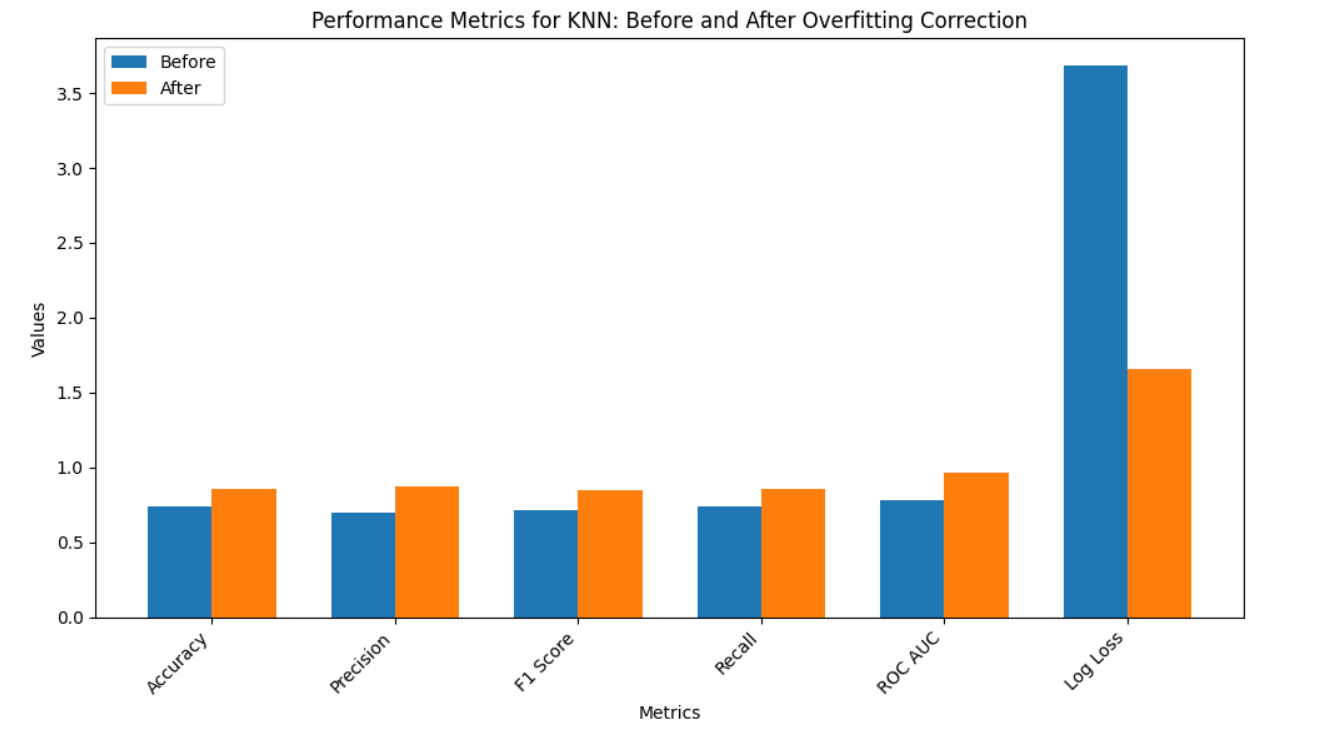 Performance Metrics for KNN: Before and After Overfitting Correction
Before
After
3.5
3.0
2.5
2.0
1.5
1.0
0.5
0.0
Values
Accuracy
Precision
F1 Score
Recall
ROC AUC
Log Loss
Metrics